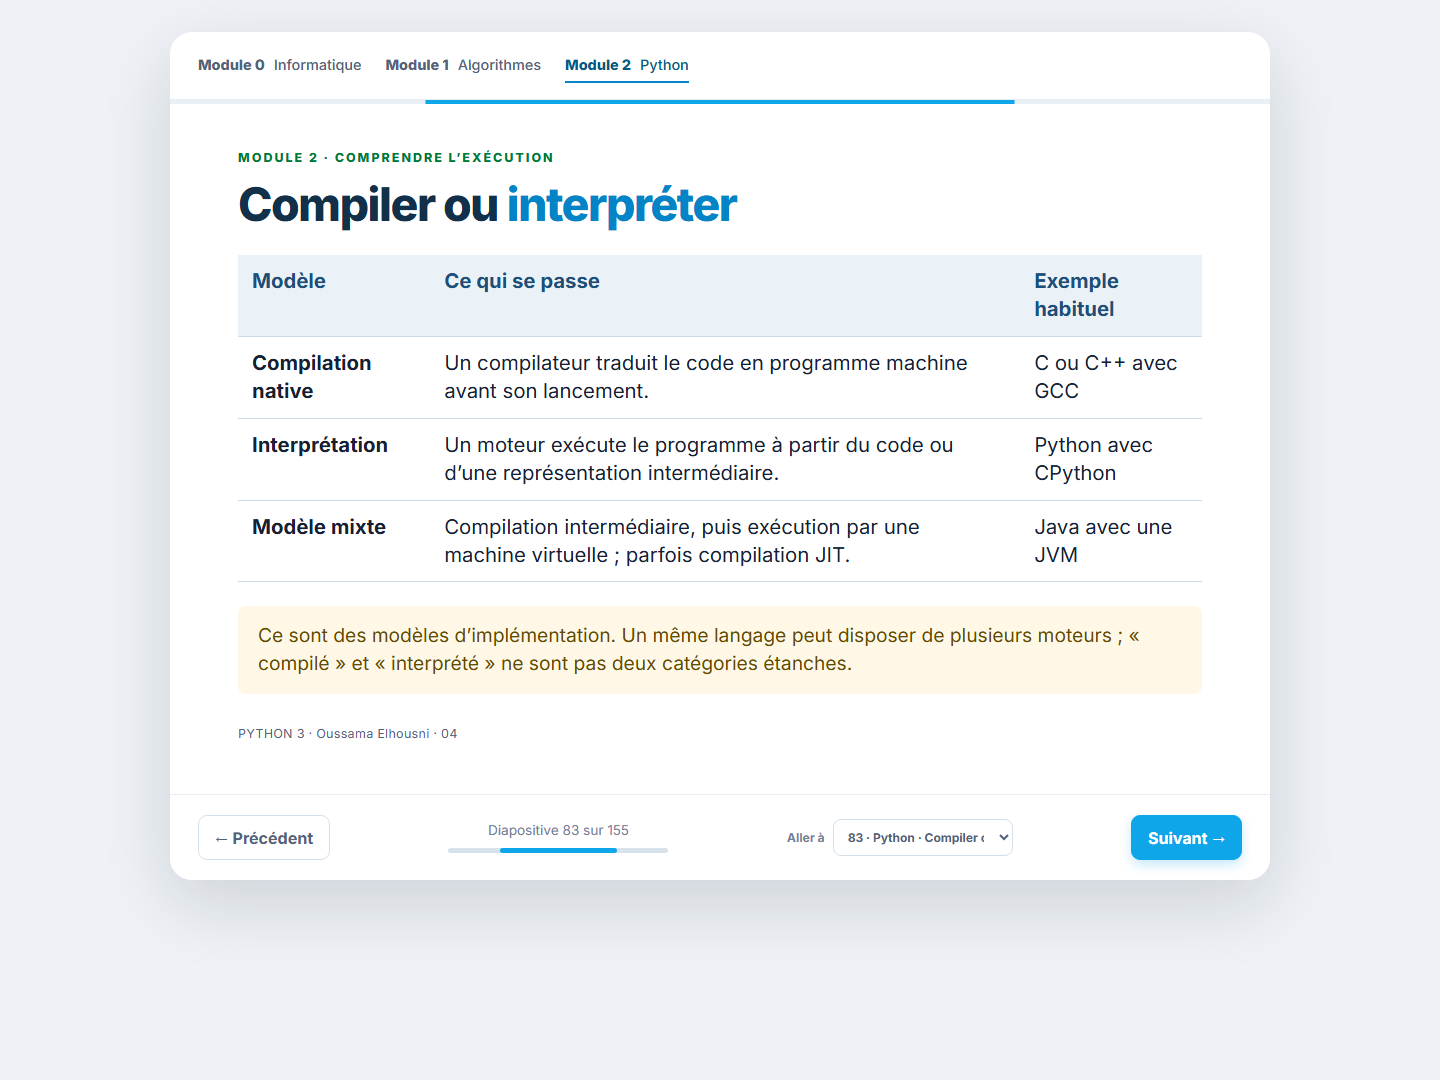 Module 0 Informatique Module 1 Algorithmes Module 2 Python
MODULE 2 · COMPRENDRE L’EXÉCUTION
Compiler ou interpréter
Modèle Ce qui se passe Exemple
habituel
Compilation Un compilateur traduit le code en programme machine C ou C++ avec
native avant son lancement. GCC
Interprétation Un moteur exécute le programme à partir du code ou Python avec
d’une représentation intermédiaire. CPython
Modèle mixte Compilation intermédiaire, puis exécution par une Java avec une
machine virtuelle ; parfois compilation JIT. JVM
Ce sont des modèles d’implémentation. Un même langage peut disposer de plusieurs moteurs ; «
compilé » et « interprété » ne sont pas deux catégories étanches.
PYTHON 3 · Oussama Elhousni · 04
← Précédent Diapositive 83 sur 155 Aller à 83 · Python · Compiler Suivant →